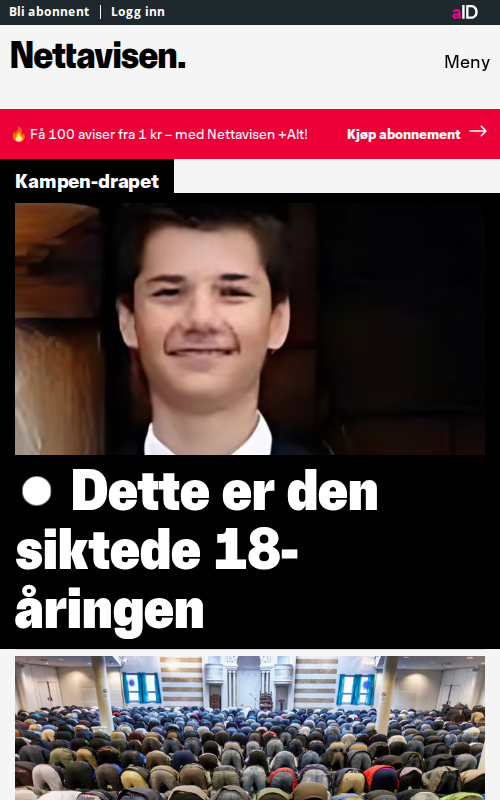 Bli abonnent | Logg inn
aID
Nettavisen.
Meny
🔥 Få 100 aviser fra 1 kr – med Nettavisen +Alt!
Kjøp abonnement →
Kampen-drapet
Dette er den
siktede 18-
åringen